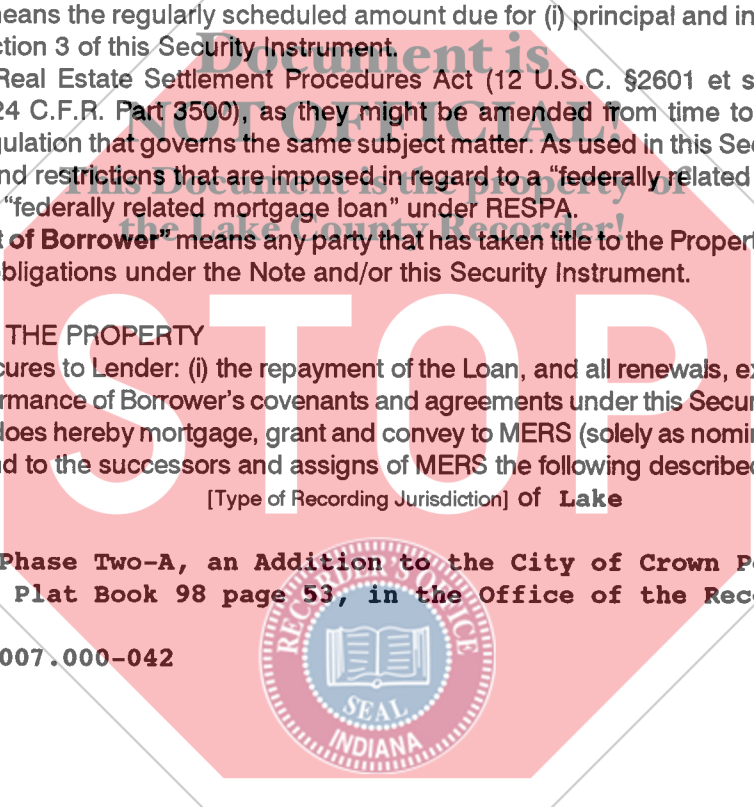 eans the regularly scheduled amount due for (i) principal and in
ction 3 of this Security Instrument.
Document is
Real Estate Settlement Procedures Act (12 U.S.C. §2601 et s
24 C.F.R. Part 3500), as they might be amended from time to
NOT OFFICIAL!
gulation that governs the same subject matter. As used in this Sec
nd restrictions that are imposed in regard to a “federally related
This Document is the property of
“federally related mortgage loan” under RESPA.
the Lake County Recorder!
t of Borrower” means any party that has taken title to the Propert
bligations under the Note and/or this Security Instrument.
STOP
THE PROPERTY
cures to Lender: (i) the repayment of the Loan, and all renewals, ex
rmance of Borrower’s covenants and agreements under this Secur
does hereby mortgage, grant and convey to MERS (solely as nomin
nd to the successors and assigns of MERS the following described
[Type of Recording Jurisdiction] of Lake
Phase Two-A, an Addition to the City of Crown P
Plat Book 98 page 53, in the Office of the Rec
007.000-042
RECORDER'S OFFICE
SEAL
INDIANA